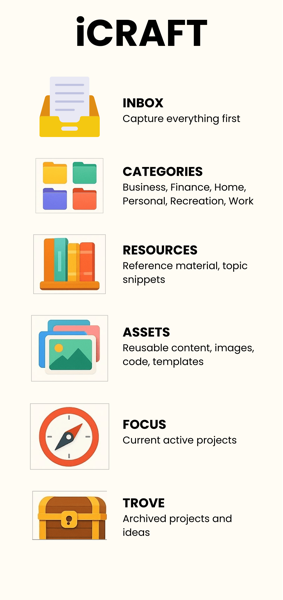 iCRAFT
INBOX
Capture everything first
CATEGORIES
Business, Finance, Home,
Personal, Recreation, Work
RESOURCES
Reference material, topic
snippets
ASSETS
Reusable content, images,
code, templates
FOCUS
Current active projects
TROVE
Archived projects and
ideas